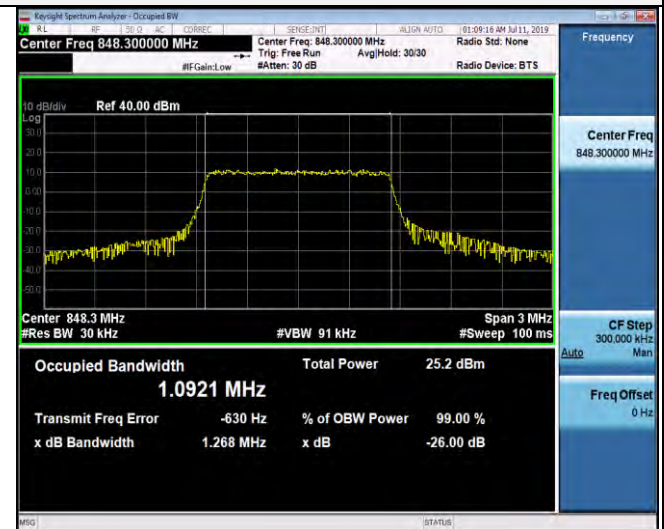 Keysight Spectrum Analyzer - Occupied BW
RL RF 50 Ω AC CORREC SENSE:INT ALIGN AUTO 01:09:16 AM Jul 11, 2019
Center Freq 848.300000 MHz
Center Freq: 848.300000 MHz
Radio Std: None
Trig: Free Run Avg|Hold: 30/30
#IFGain:Low
#Atten: 30 dB
Radio Device: BTS
Frequency
10 dB/div Ref 40.00 dBm
Log
30.0
20.0
10.0
0.00
-10.0
-20.0
-30.0
-40.0
-50.0
Center 848.3 MHz
Span 3 MHz
#Res BW 30 kHz
#VBW 91 kHz
#Sweep 100 ms
Occupied Bandwidth
Total Power 25.2 dBm
1.0921 MHz
Transmit Freq Error -630 Hz
% of OBW Power 99.00 %
x dB Bandwidth 1.268 MHz
x dB -26.00 dB
Center Freq
848.300000 MHz
CF Step
300.000 kHz
Auto Man
Freq Offset
0 Hz
MSG
STATUS